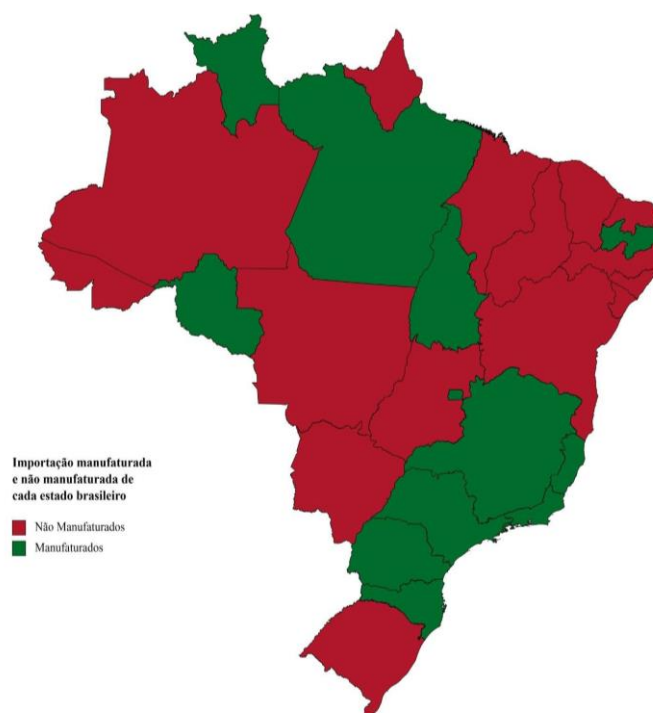 Importação manufaturada
e não manufaturada de
cada estado brasileiro
Não Manufaturados
Manufaturados